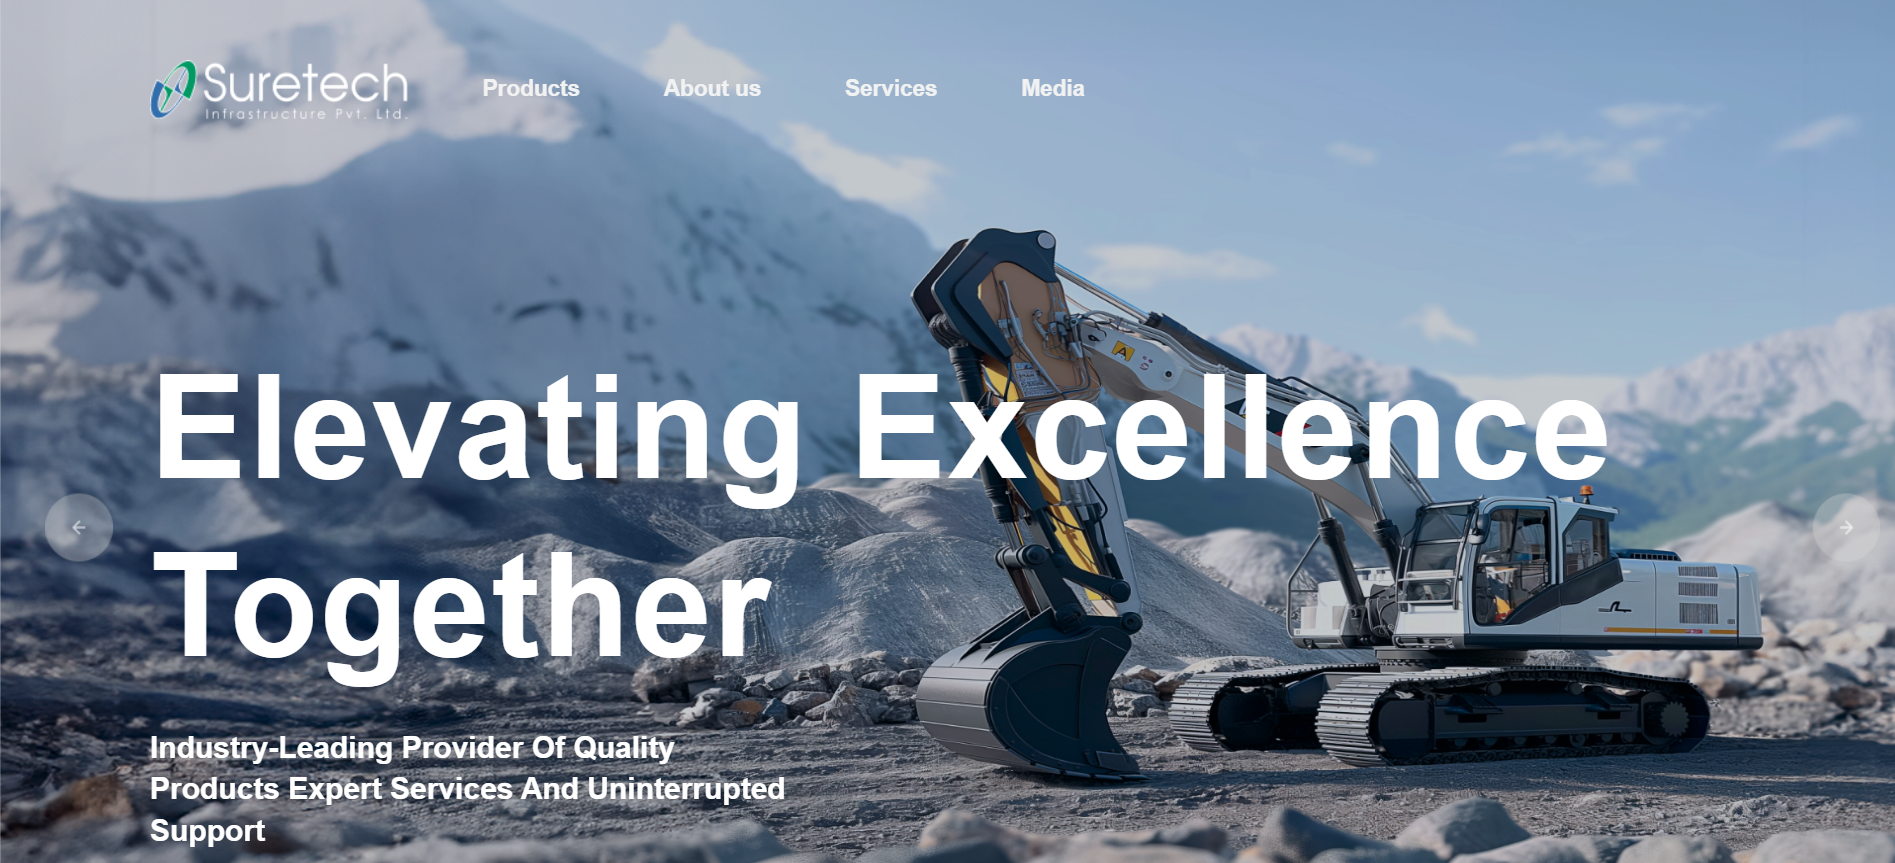 Suretech
Infrastructure Pvt. Ltd.
Products
About us
Services
Media
Elevating Excellence
Together
Industry-Leading Provider Of Quality
Products Expert Services And Uninterrupted
Support